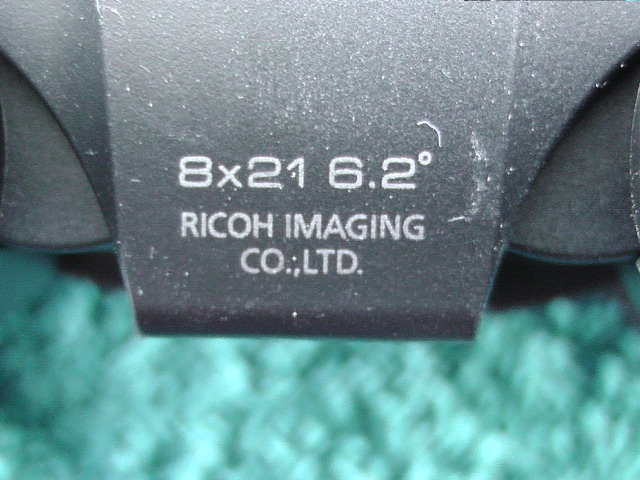 8x21 6.2°
RICOH IMAGING
CO.,LTD.